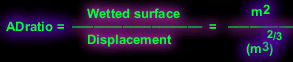 Wetted surface m²
ADratio = ———————— = ————
Displacement (m³)^2/3